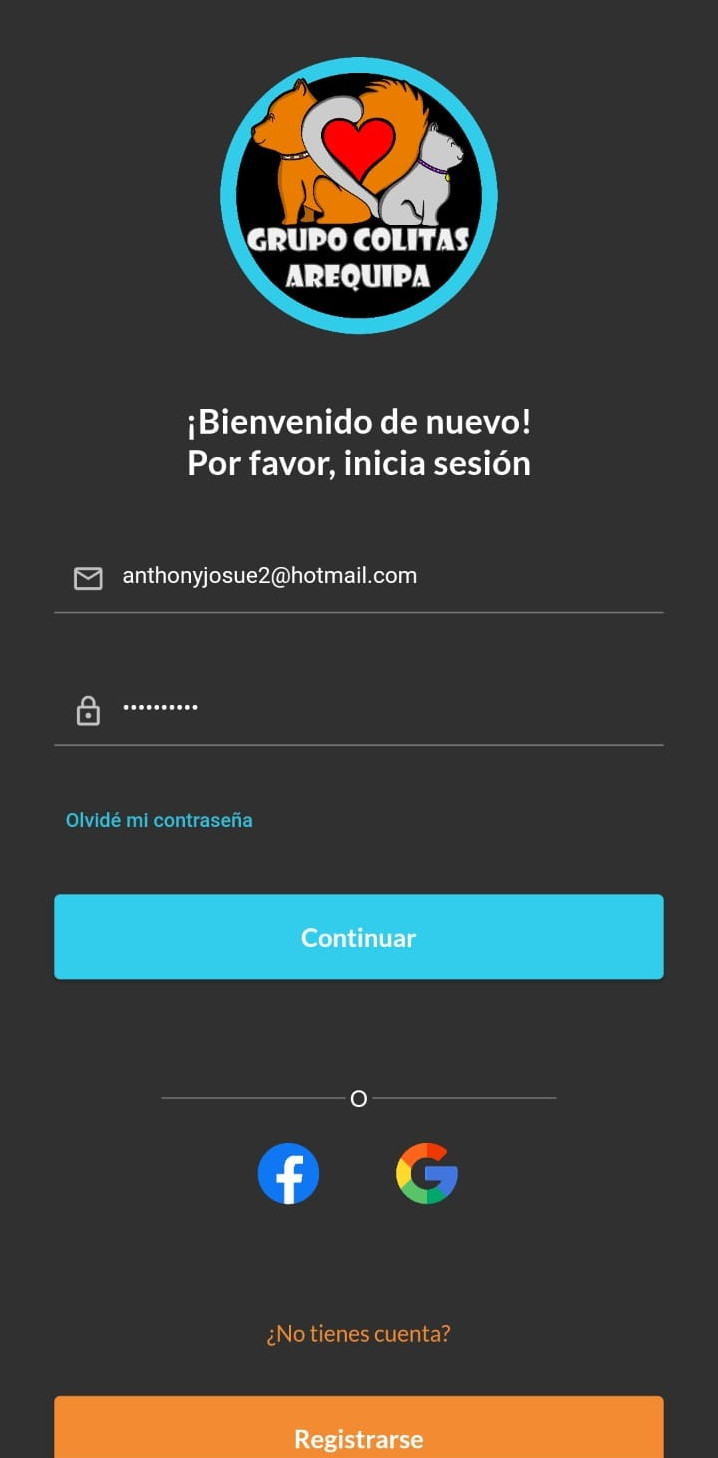 GRUPO COLITAS
AREQUIPA
¡Bienvenido de nuevo!
Por favor, inicia sesión
anthonyjosue2@hotmail.com
••••••••••
Olvidé mi contraseña
Continuar
O
¿No tienes cuenta?
Registrarse